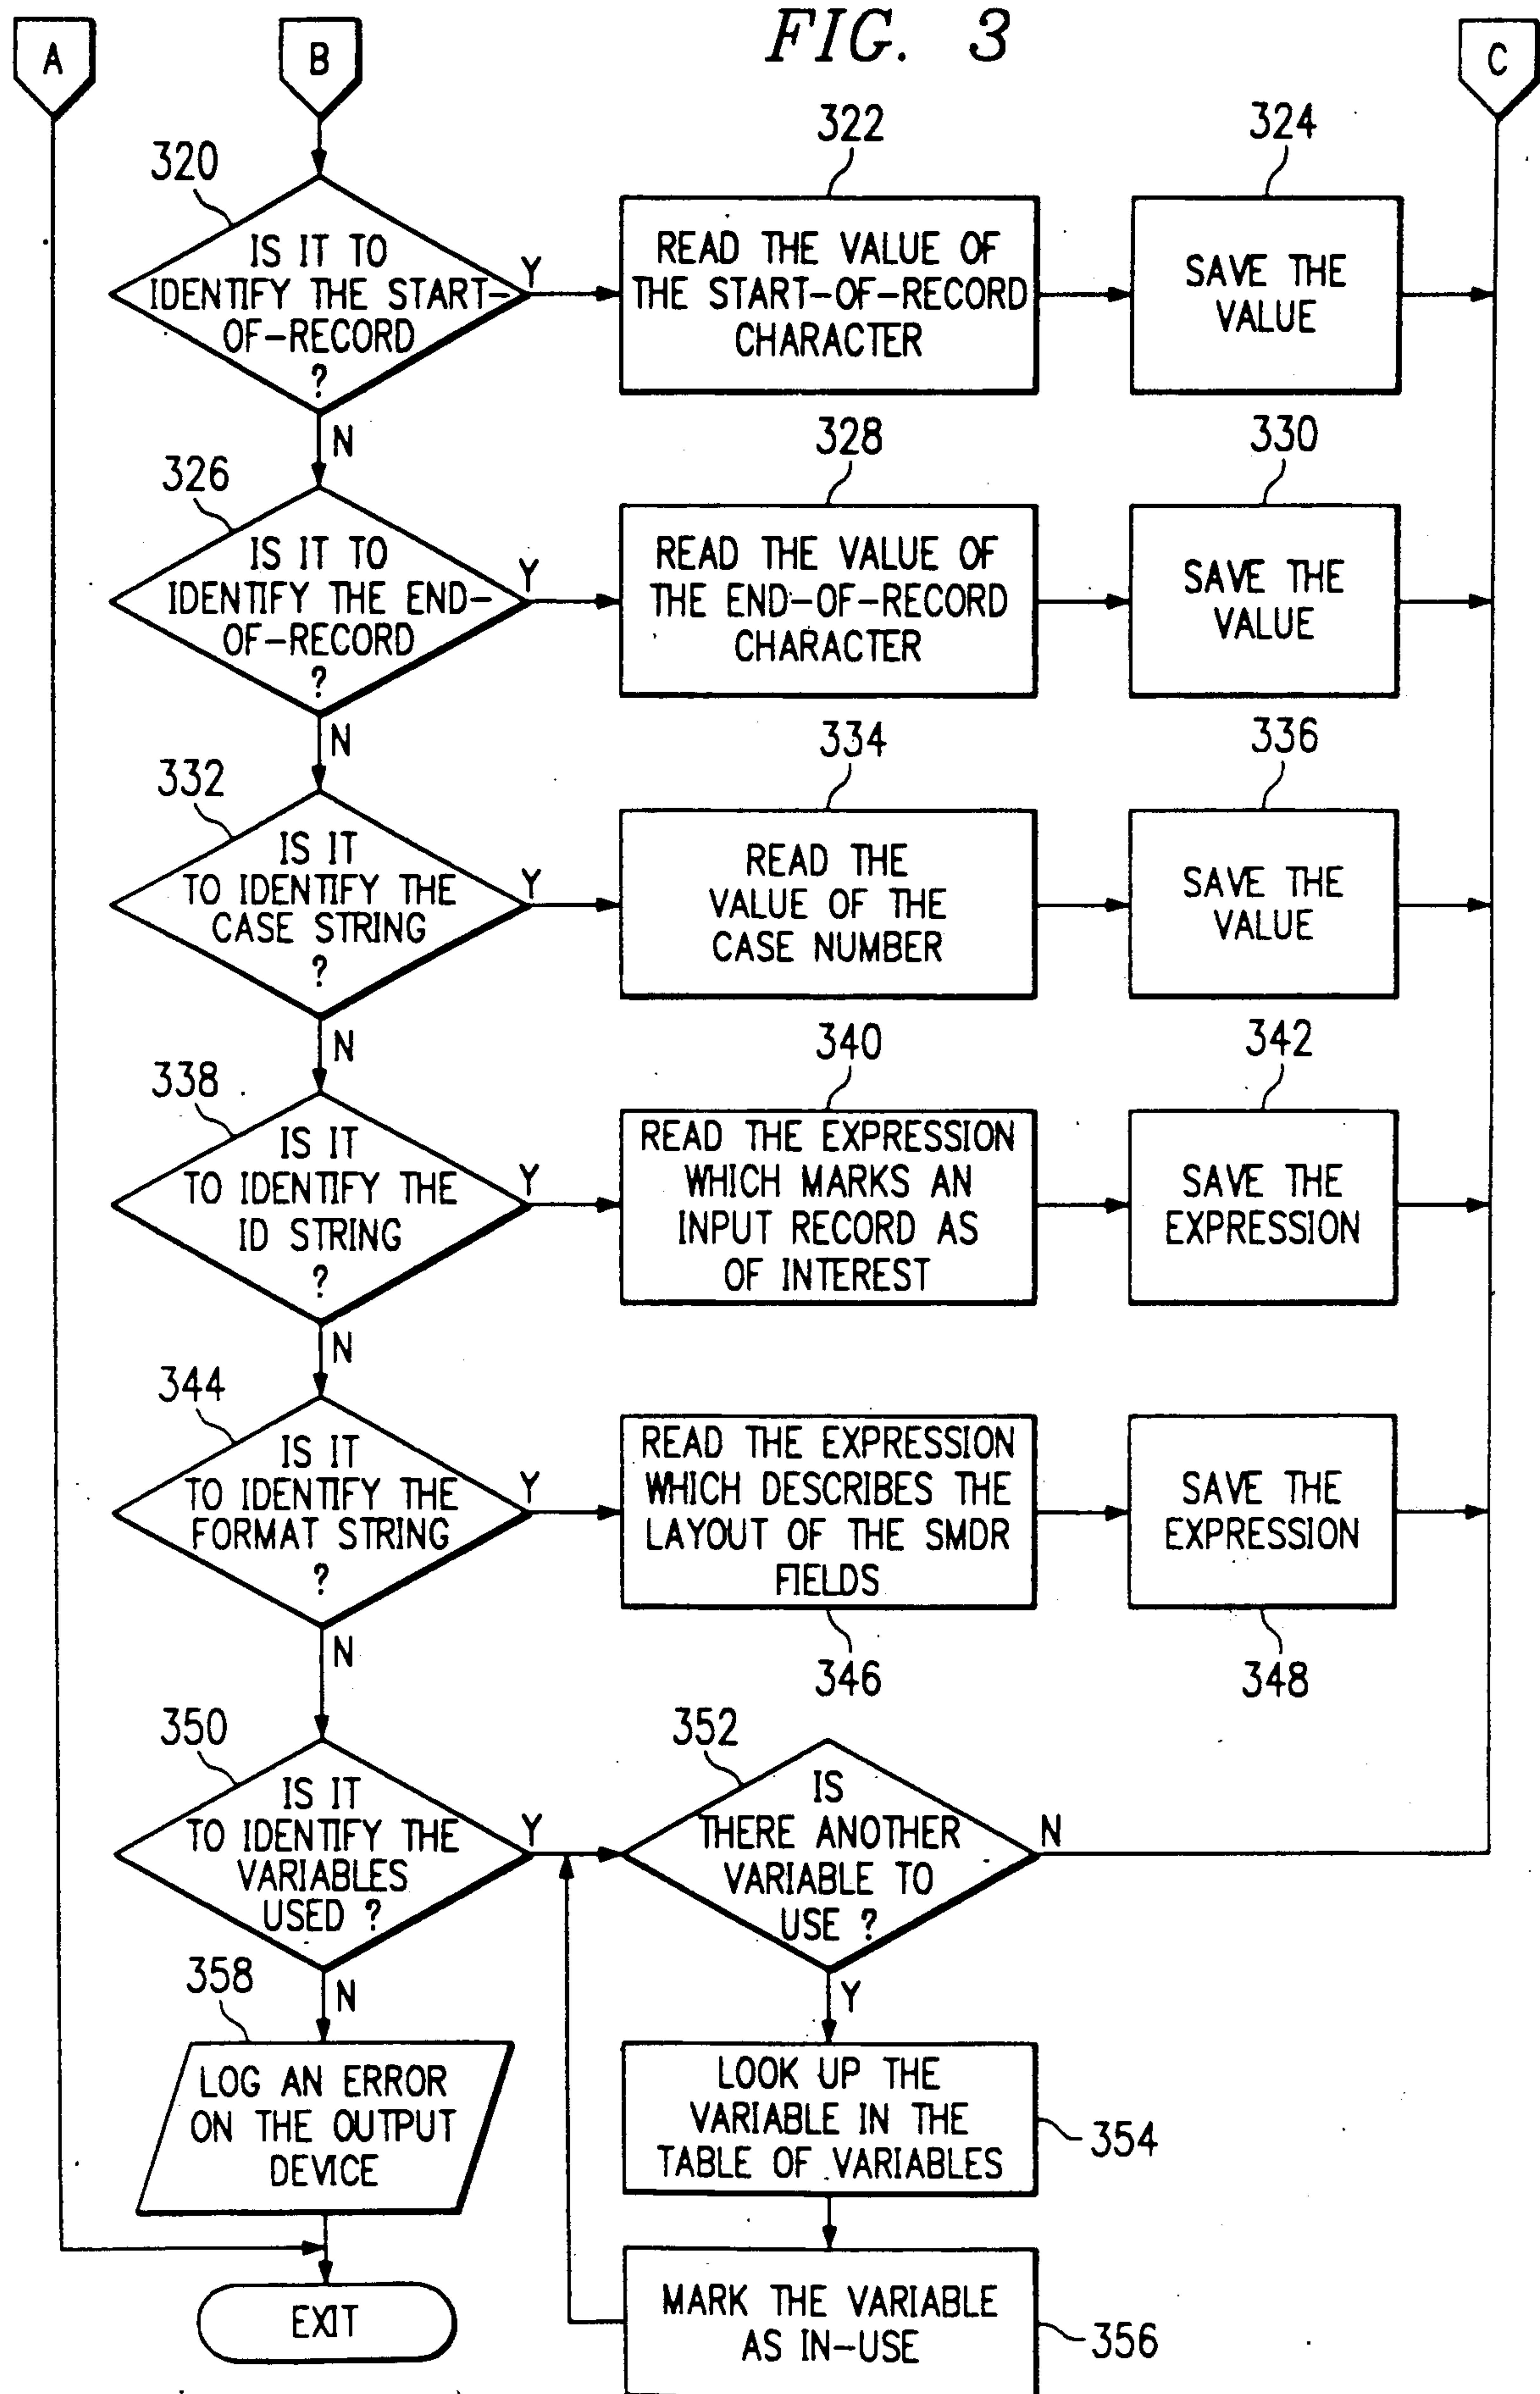 FIG. 3
A
B
C
320
IS IT TO
IDENTIFY THE START-
OF-RECORD
?
Y
N
322
READ THE VALUE OF
THE START-OF-RECORD
CHARACTER
324
SAVE THE
VALUE
326
IS IT TO
IDENTIFY THE END-
OF-RECORD
?
Y
N
328
READ THE VALUE OF
THE END-OF-RECORD
CHARACTER
330
SAVE THE
VALUE
332
IS IT
TO IDENTIFY THE
CASE STRING
?
Y
N
334
READ THE
VALUE OF THE
CASE NUMBER
336
SAVE THE
VALUE
338
IS IT
TO IDENTIFY THE
ID STRING
?
Y
N
340
READ THE EXPRESSION
WHICH MARKS AN
INPUT RECORD AS
OF INTEREST
342
SAVE THE
EXPRESSION
344
IS IT
TO IDENTIFY THE
FORMAT STRING
?
Y
N
READ THE EXPRESSION
WHICH DESCRIBES THE
LAYOUT OF THE SMDR
FIELDS
346
SAVE THE
EXPRESSION
348
350
IS IT
TO IDENTIFY THE
VARIABLES
USED ?
Y
N
352
IS
THERE ANOTHER
VARIABLE TO
USE ?
N
Y
358
LOG AN ERROR
ON THE OUTPUT
DEVICE
LOOK UP THE
VARIABLE IN THE
TABLE OF VARIABLES
354
EXIT
MARK THE VARIABLE
AS IN-USE
356